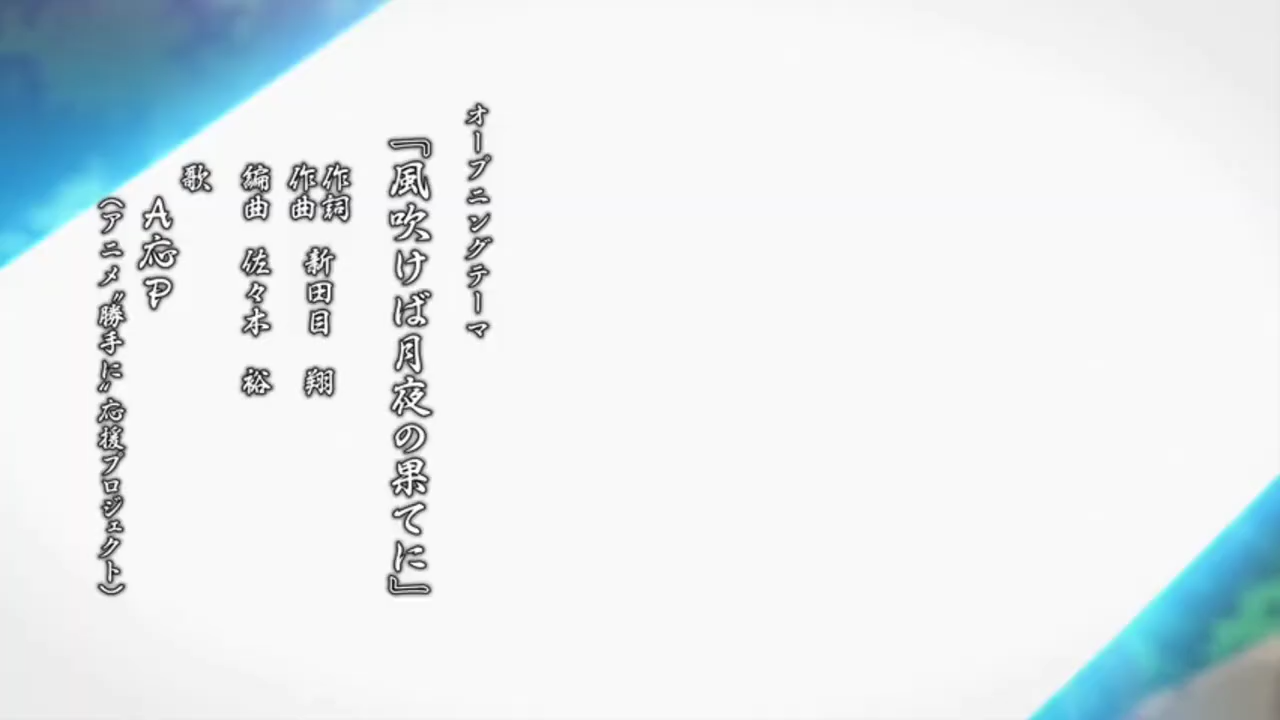 オープニングテーマ
『風吹けば月夜の果てに』
作詞
作曲 新田目 翔
編曲 佐々木 裕
歌
A応P
(アニメ〝勝手に〟応援プロジェクト)